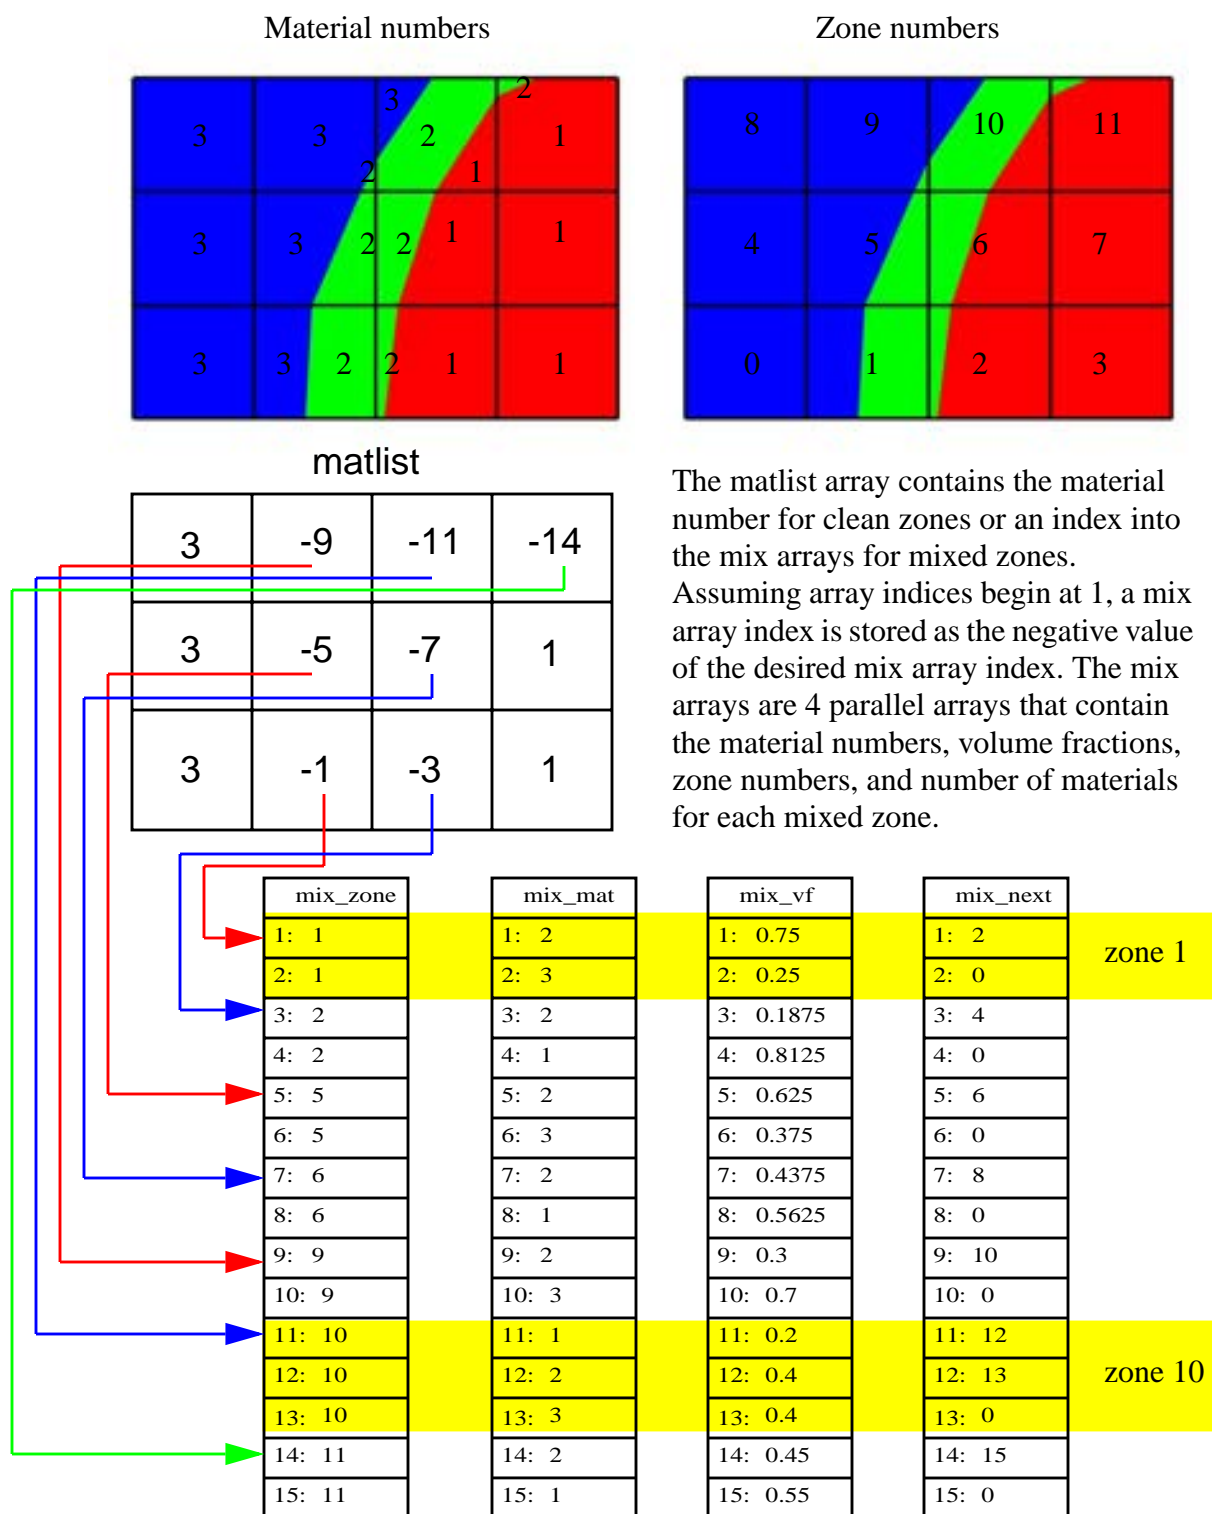 Material numbers
Zone numbers
3 3 3 2 2 1
2 1
3 3 2 2 1 1
3 3 2 2 1 1
8 9 10 11
4 5 6 7
0 1 2 3
matlist
3 -9 -11 -14
3 -5 -7 1
3 -1 -3 1
The matlist array contains the material
number for clean zones or an index into
the mix arrays for mixed zones.
Assuming array indices begin at 1, a mix
array index is stored as the negative value
of the desired mix array index. The mix
arrays are 4 parallel arrays that contain
the material numbers, volume fractions,
zone numbers, and number of materials
for each mixed zone.
mix_zone mix_mat mix_vf mix_next
1: 1 1: 2 1: 0.75 1: 2
zone 1
2: 1 2: 3 2: 0.25 2: 0
3: 2 3: 2 3: 0.1875 3: 4
4: 2 4: 1 4: 0.8125 4: 0
5: 5 5: 2 5: 0.625 5: 6
6: 5 6: 3 6: 0.375 6: 0
7: 6 7: 2 7: 0.4375 7: 8
8: 6 8: 1 8: 0.5625 8: 0
9: 9 9: 2 9: 0.3 9: 10
10: 9 10: 3 10: 0.7 10: 0
11: 10 11: 1 11: 0.2 11: 12
12: 10 12: 2 12: 0.4 12: 13
zone 10
13: 10 13: 3 13: 0.4 13: 0
14: 11 14: 2 14: 0.45 14: 15
15: 11 15: 1 15: 0.55 15: 0